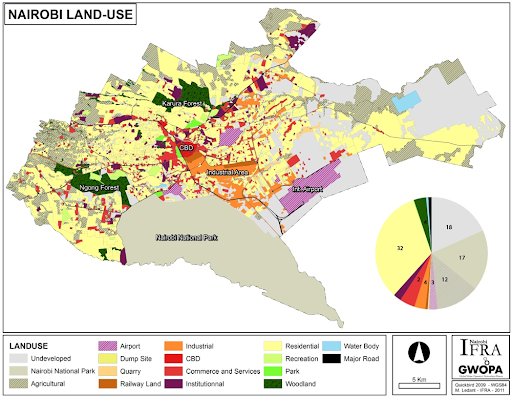 NAIROBI LAND-USE
Karura Forest
CBD
Industrial Area
Ngong Forest
Int. Airport
Nairobi National Park
32
18
17
12
3
4
2
LANDUSE
Undeveloped
Nairobi National Park
Agricultural
Airport
Dump Site
Quarry
Railway Land
Industrial
CBD
Commerce and Services
Institutionnal
Residential
Recreation
Park
Woodland
Water Body
Major Road
5 Km
Nairobi
IFRA
&
GWOPA
Quickbird 2009 - WGS84
M. Ledant - IFRA - 2011